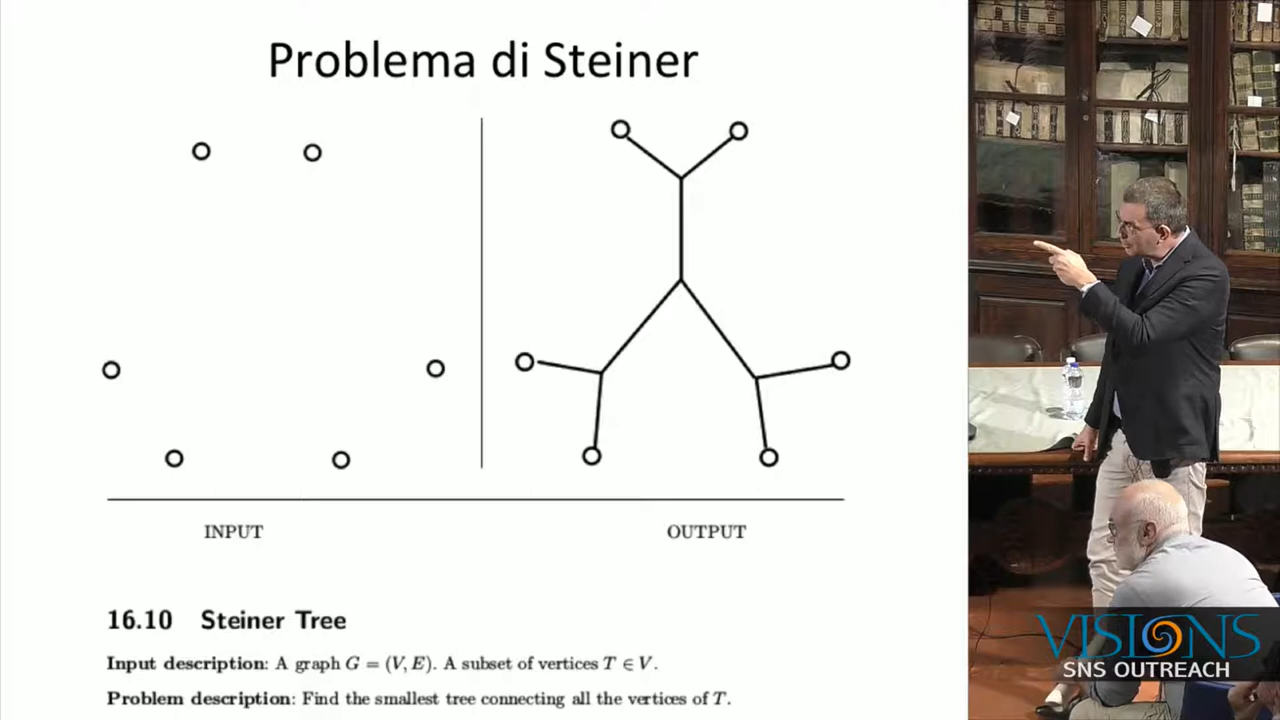 Problema di Steiner
INPUT
OUTPUT
16.10 Steiner Tree
Input description: A graph G = (V, E). A subset of vertices T ∈ V.
Problem description: Find the smallest tree connecting all the vertices of T.
VISIONS
SNS OUTREACH